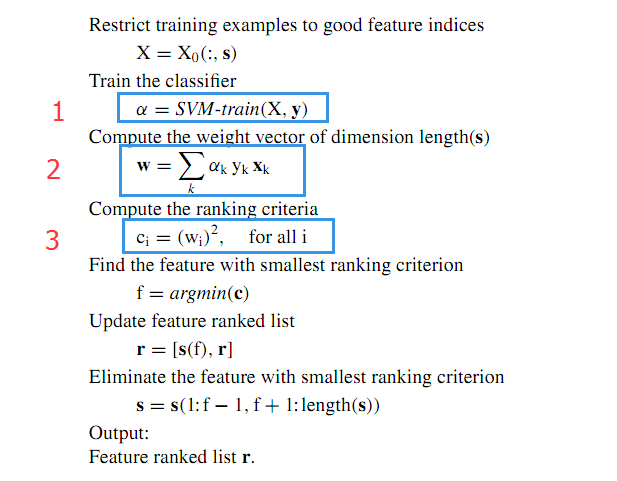 Restrict training examples to good feature indices
X = X₀(:, s)
Train the classifier
1 α = SVM-train(X, y)
Compute the weight vector of dimension length(s)
2 w = ∑ₖ αₖ yₖ xₖ
Compute the ranking criteria
3 cᵢ = (wᵢ)², for all i
Find the feature with smallest ranking criterion
f = argmin(c)
Update feature ranked list
r = [s(f), r]
Eliminate the feature with smallest ranking criterion
s = s(1:f − 1, f + 1:length(s))
Output:
Feature ranked list r.